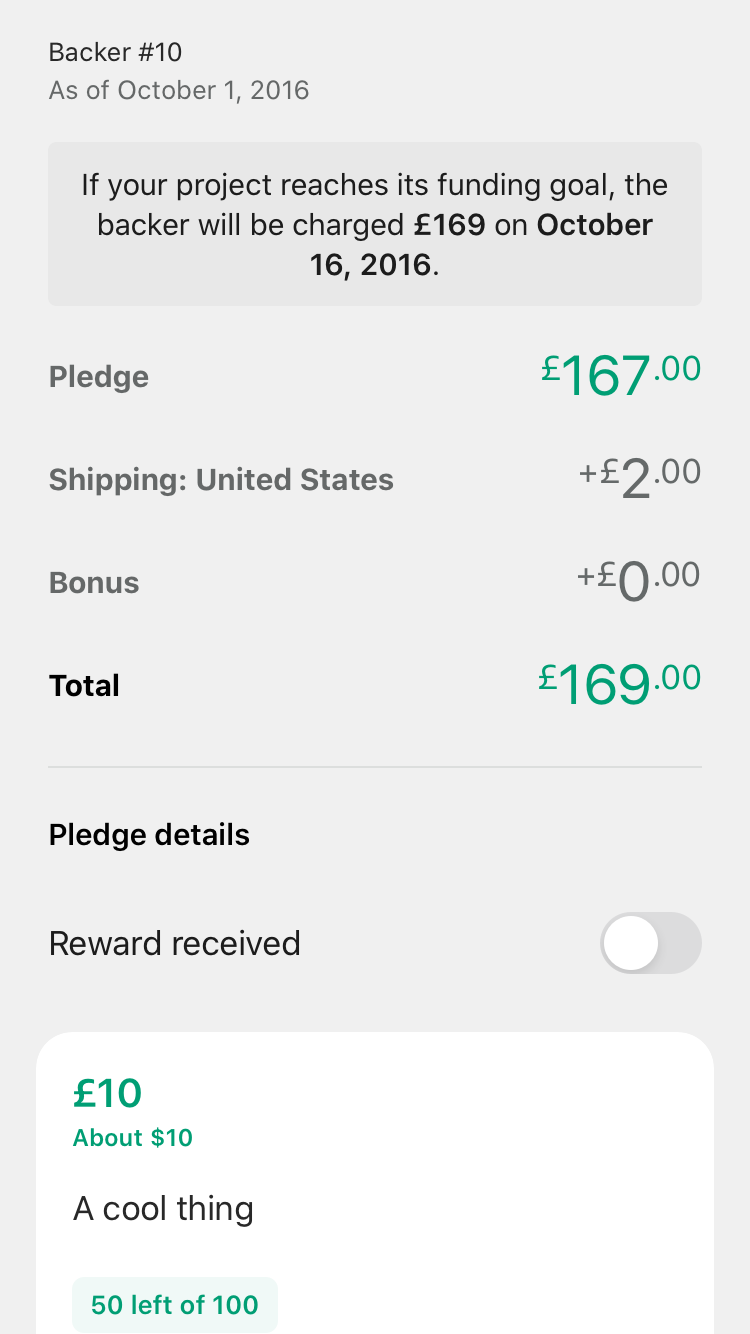 Backer #10
As of October 1, 2016
If your project reaches its funding goal, the
backer will be charged £169 on October
16, 2016.
Pledge £167.00
Shipping: United States +£2.00
Bonus +£0.00
Total £169.00
Pledge details
Reward received
£10
About $10
A cool thing
50 left of 100